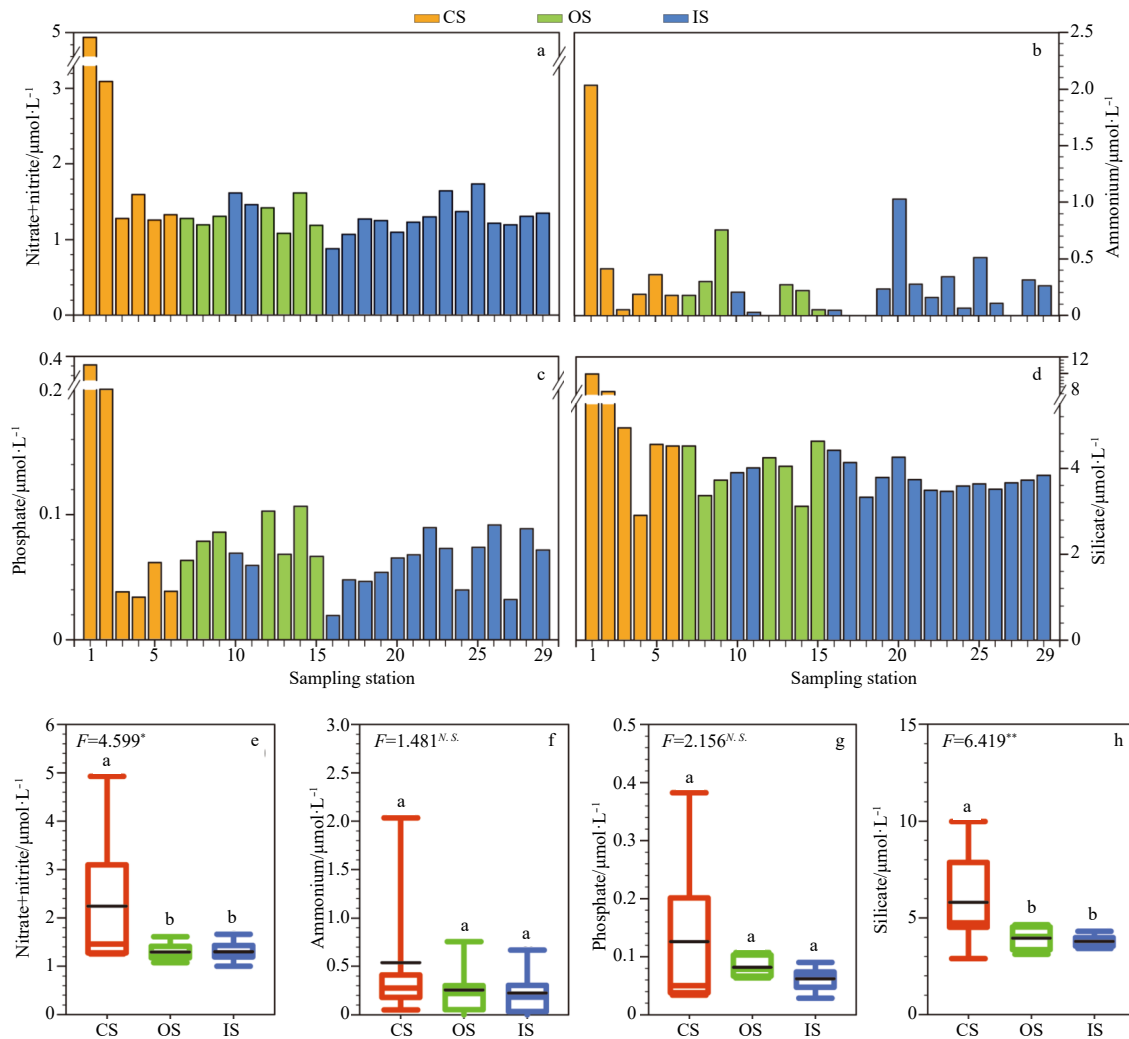 CS OS IS
a
Nitrate+nitrite/μmol·L⁻¹
5
3
2
1
0
b
Ammonium/μmol·L⁻¹
2.5
2.0
1.5
1.0
0.5
0
c
Phosphate/μmol·L⁻¹
0.4
0.2
0.1
0
1 5 10 15 20 25 29
Sampling station
d
Silicate/μmol·L⁻¹
12
8
4
2
0
1 5 10 15 20 25 29
Sampling station
F=4.599*
e
Nitrate+nitrite/μmol·L⁻¹
6
5
4
3
2
1
0
a b b
CS OS IS
F=1.481N. S.
f
Ammonium/μmol·L⁻¹
3.0
2.5
2.0
1.5
1.0
0.5
0.0
a a a
CS OS IS
F=2.156N. S.
g
Phosphate/μmol·L⁻¹
0.5
0.4
0.3
0.2
0.1
0.0
a a a
CS OS IS
F=6.419**
h
Silicate/μmol·L⁻¹
15
10
5
0
a b b
CS OS IS